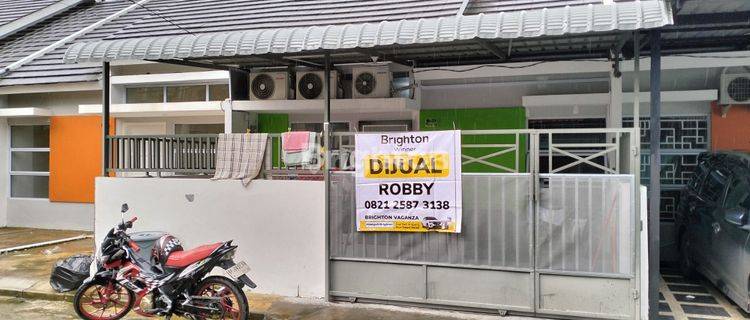 Brighton
Winner
DIJUAL
ROBBY
0821 2587 3138
BRIGHTON VAGANZA